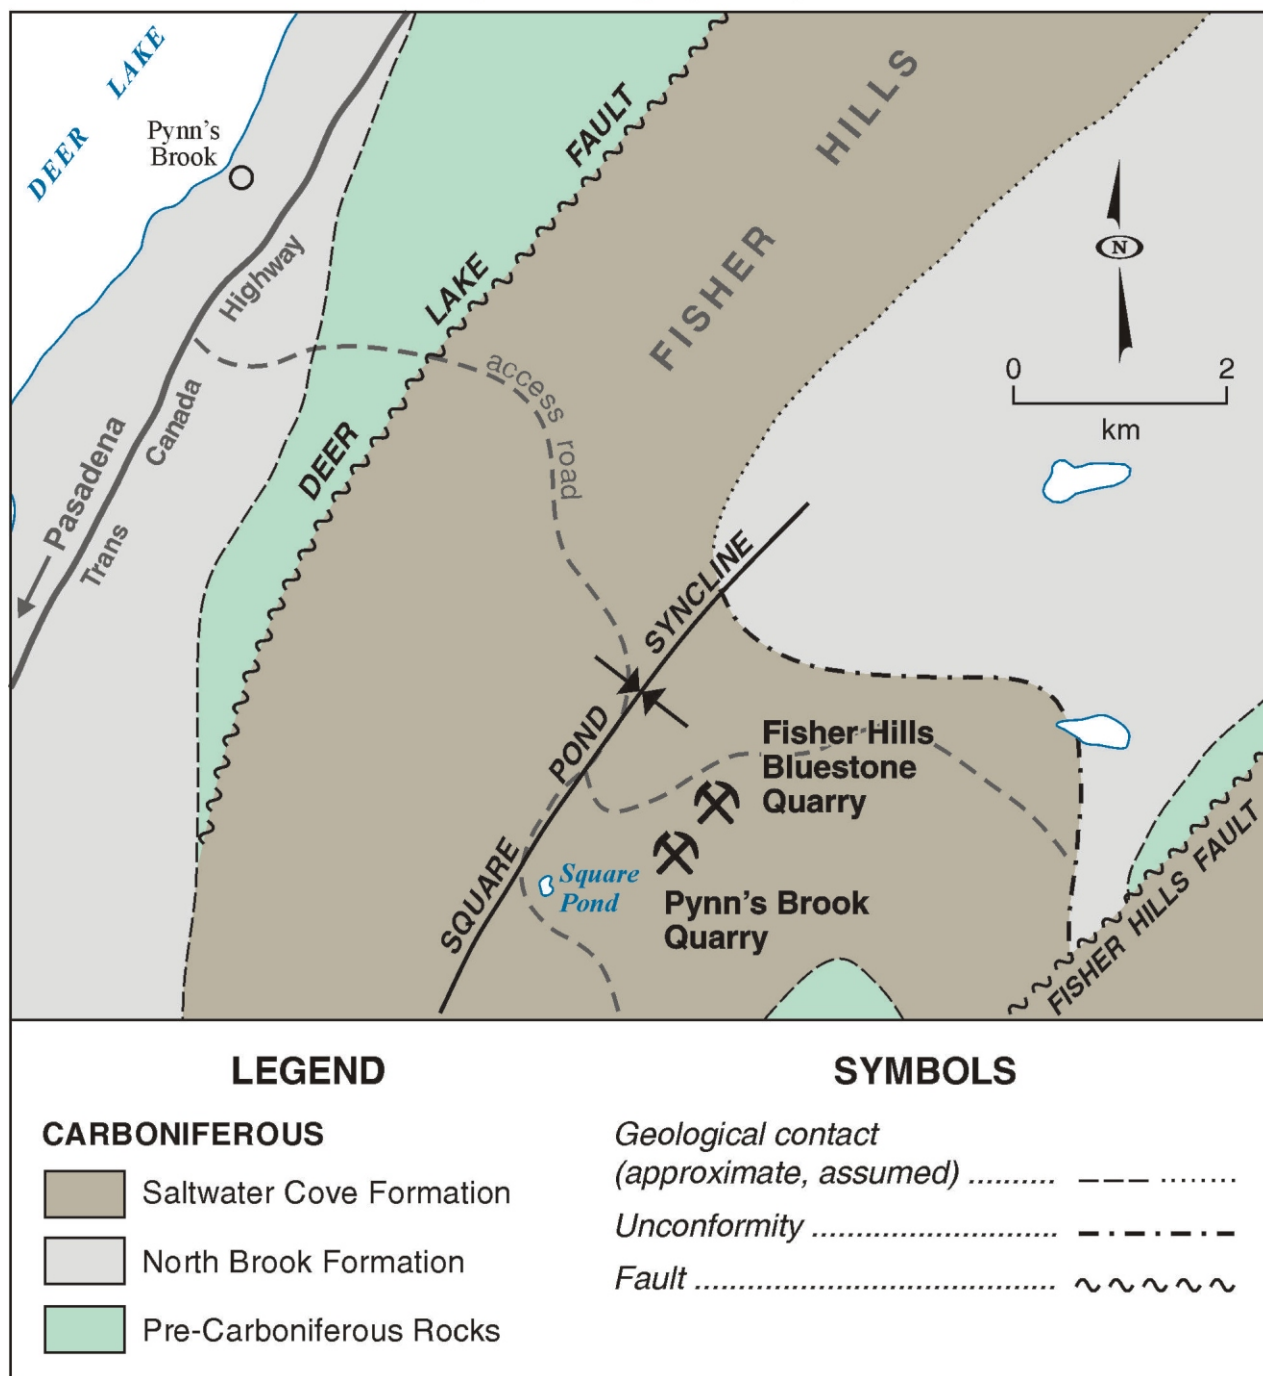 DEER LAKE
Pynn's
Brook
Highway
Canada
Trans
Pasadena
DEER LAKE FAULT
FISHER HILLS
access road
N
0 2
km
SQUARE POND SYNCLINE
Fisher Hills
Bluestone
Quarry
Square
Pond
Pynn's Brook
Quarry
FISHER HILLS FAULT
LEGEND
CARBONIFEROUS
Saltwater Cove Formation
North Brook Formation
Pre-Carboniferous Rocks
SYMBOLS
Geological contact
(approximate, assumed) ..........
Unconformity ............................
Fault .........................................